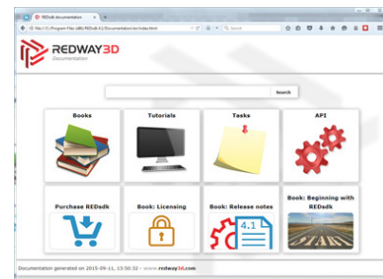 REDsdk documentation
REDWAY3D
Documentation
Search
Books
Tutorials
Tasks
API
Purchase REDsdk
Book: Licensing
Book: Release notes
4.1
Book: Beginning with
REDsdk
START
Documentation generated on 2015-09-11, 13:50:32 - www.redway3d.com